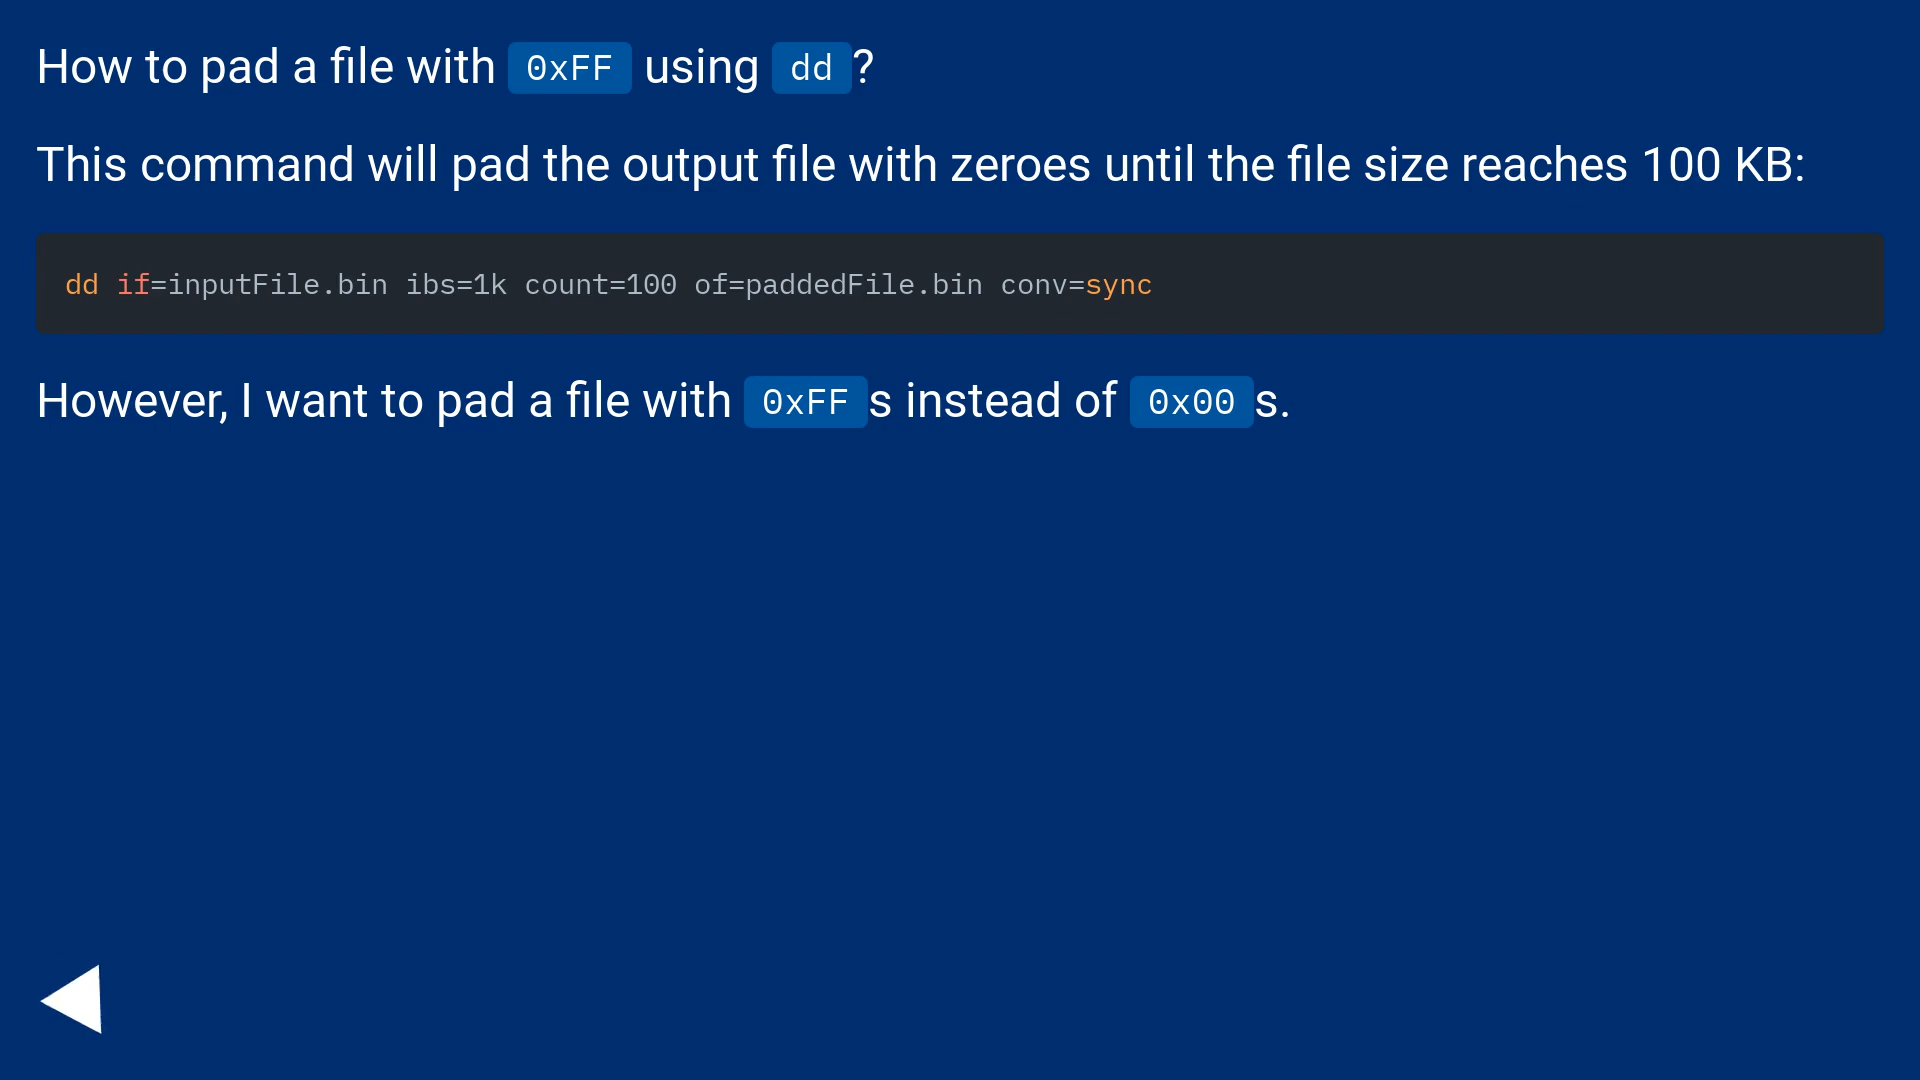 How to pad a file with 0xFF using dd?
This command will pad the output file with zeroes until the file size reaches 100 KB:
dd if=inputFile.bin ibs=1k count=100 of=paddedFile.bin conv=sync
However, I want to pad a file with 0xFFs instead of 0x00s.